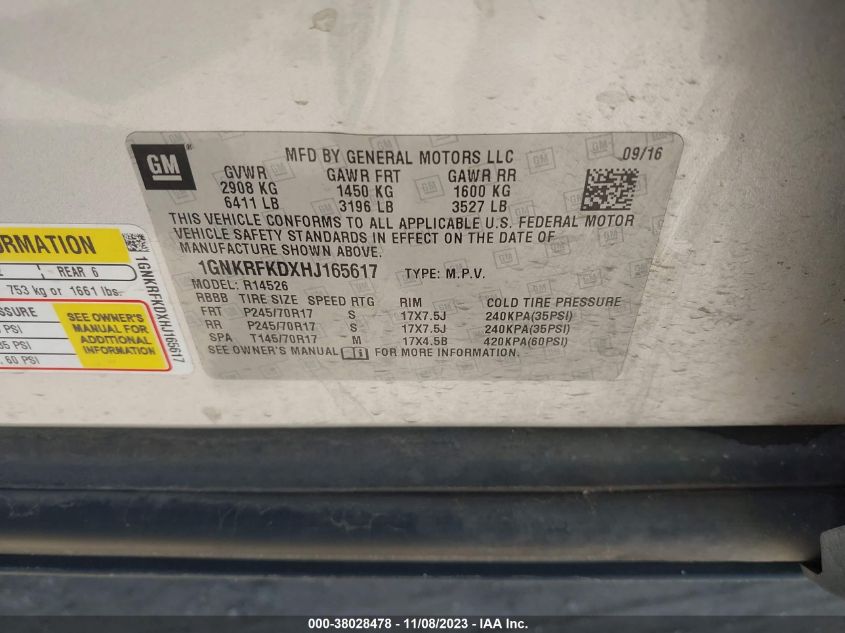 GM
MFD BY GENERAL MOTORS LLC
09/16
GVWR GAWR FRT GAWR RR
2908 KG 1450 KG 1600 KG
6411 LB 3196 LB 3527 LB
THIS VEHICLE CONFORMS TO ALL APPLICABLE U.S. FEDERAL MOTOR
VEHICLE SAFETY STANDARDS IN EFFECT ON THE DATE OF
MANUFACTURE SHOWN ABOVE.
1GNKRFKDXHJ165617 TYPE: M.P.V.
MODEL: R14526
RBBB TIRE SIZE SPEED RTG RIM COLD TIRE PRESSURE
FRT P245/70R17 S 17X7.5J 240KPA(35PSI)
RR P245/70R17 S 17X7.5J 240KPA(35PSI)
SPA T145/70R17 M 17X4.5B 420KPA(60PSI)
SEE OWNER'S MANUAL FOR MORE INFORMATION.
REAR 6
753 kg or 1661 lbs.
SEE OWNER'S
MANUAL FOR
ADDITIONAL
INFORMATION
PSI
PSI
60 PSI
1GNKRFKDXHJ165617
000-38028478 - 11/08/2023 - IAA Inc.